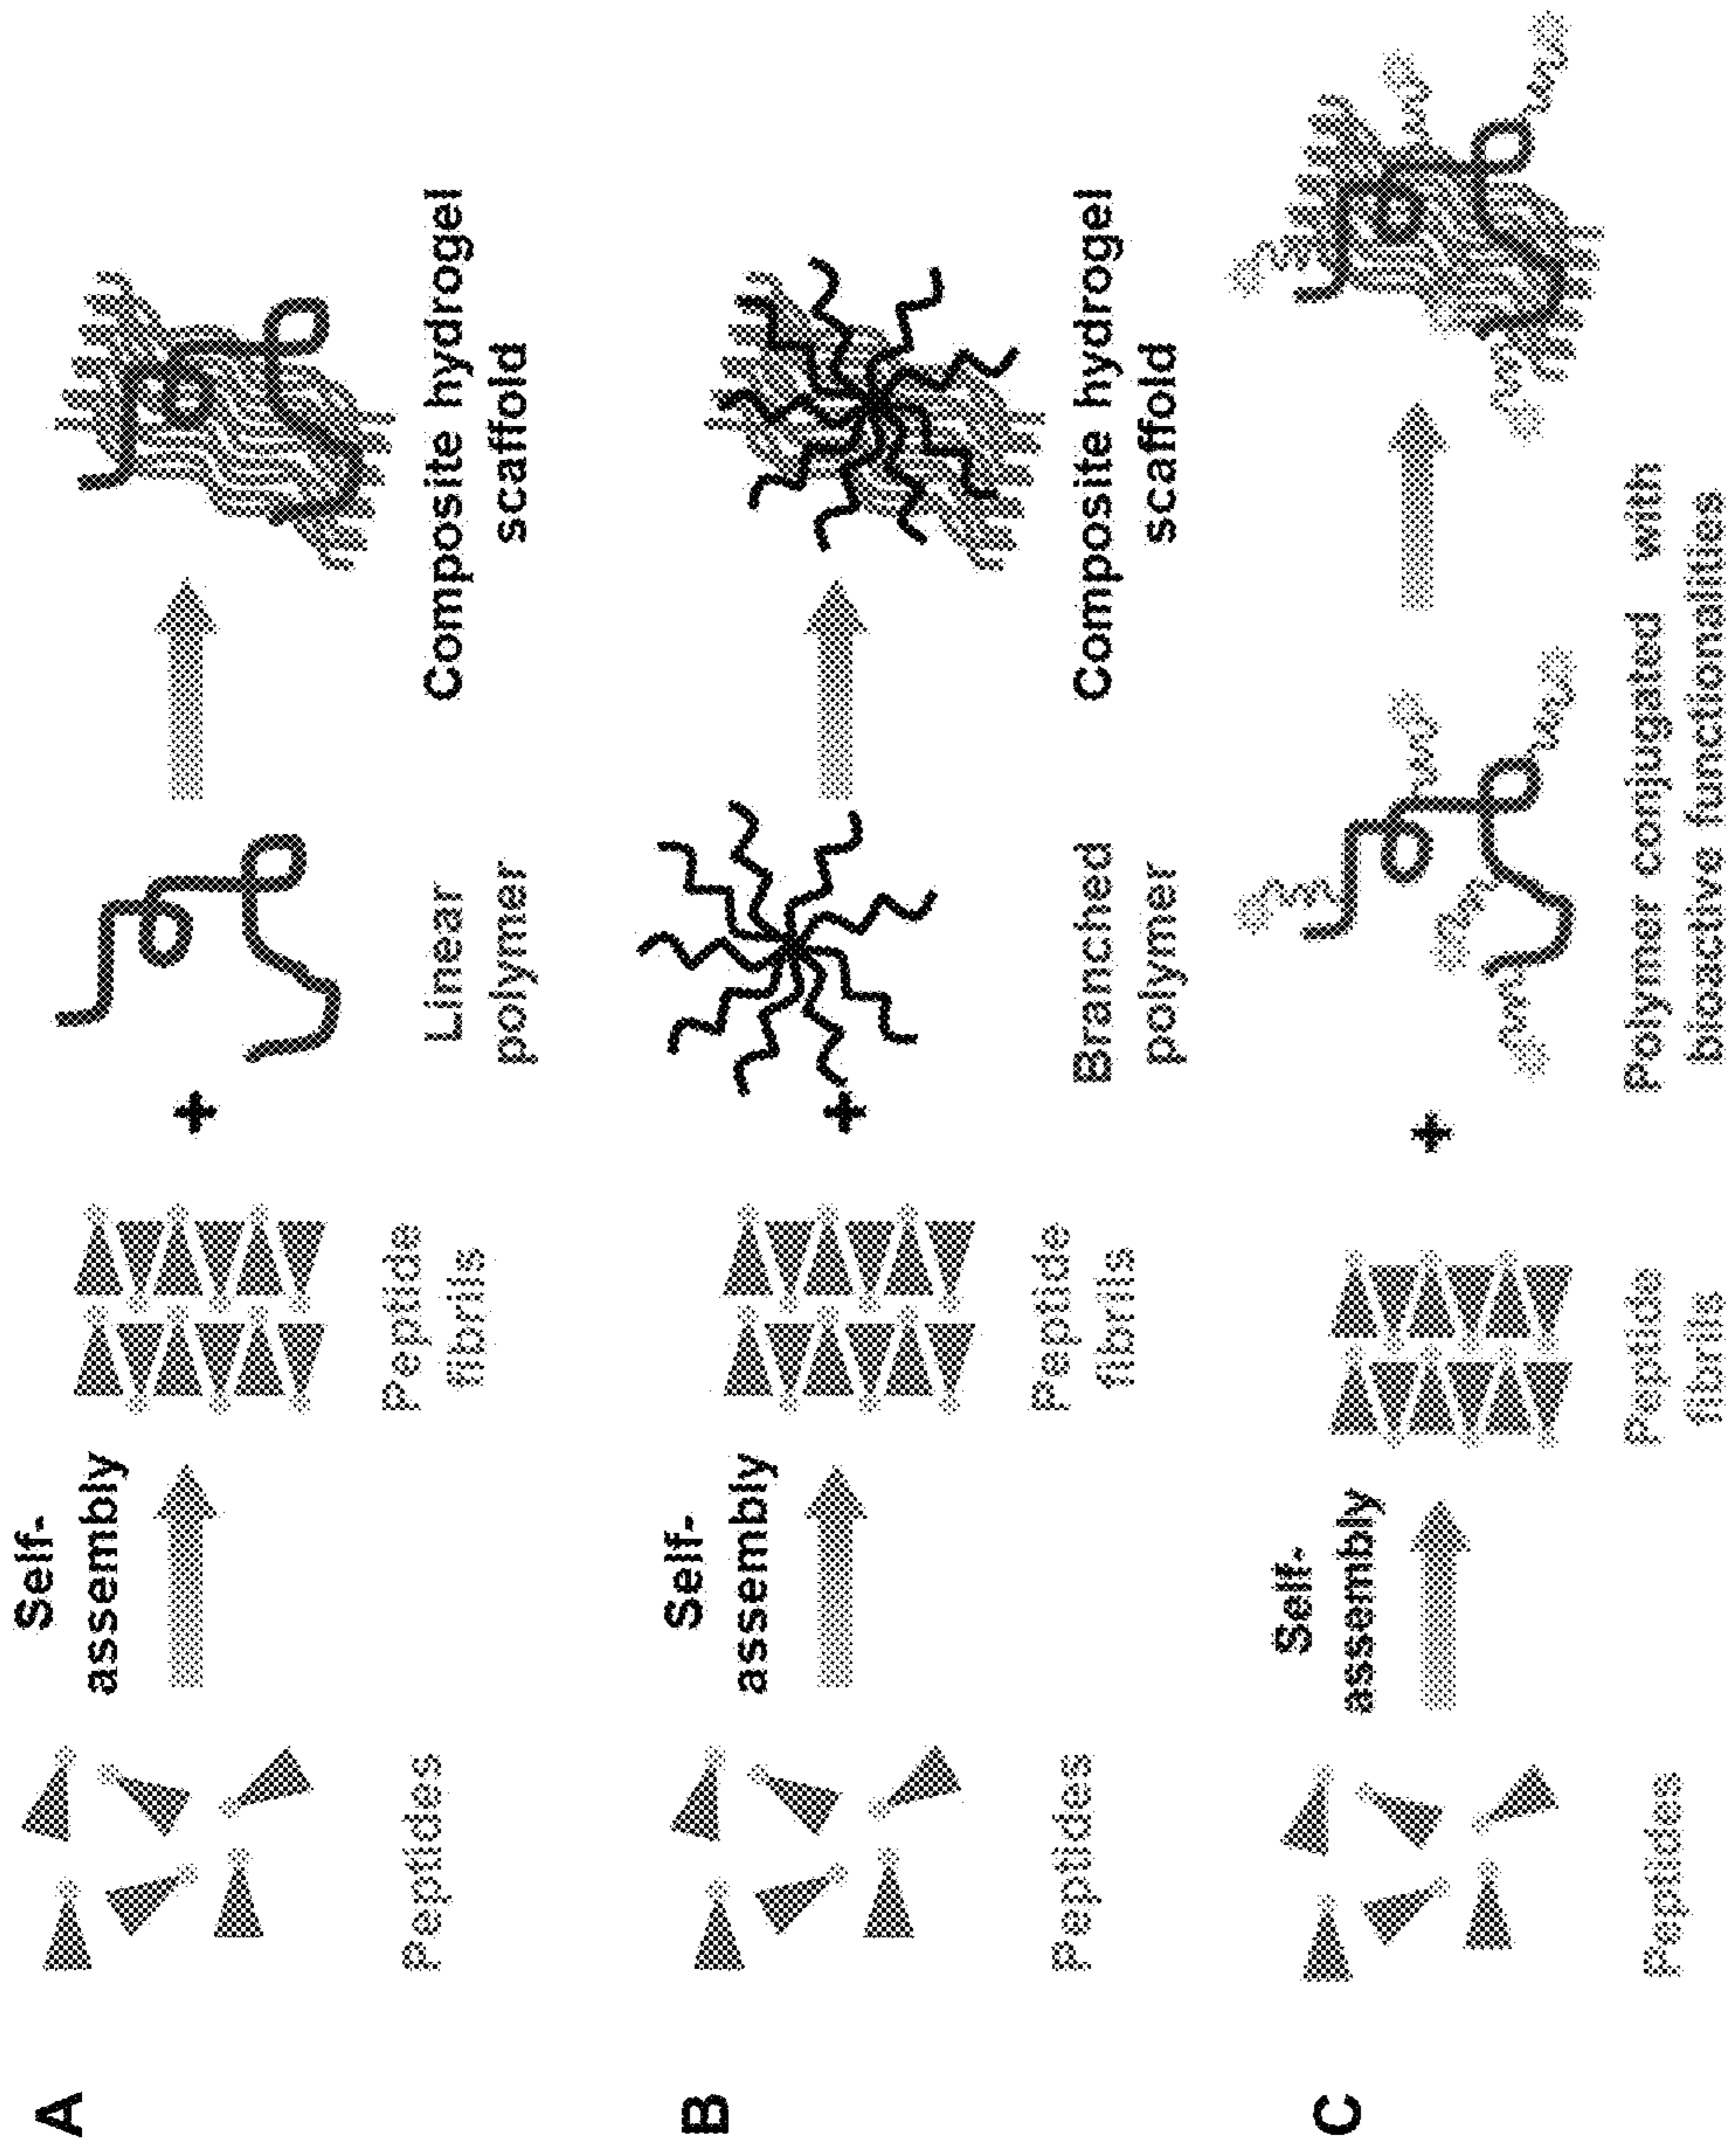 A
Self-
assembly
Peptides
Peptide
fibrils
+
Linear
polymer
Composite hydrogel
scaffold
B
Self-
assembly
Peptides
Peptide
fibrils
+
Branched
polymer
Composite hydrogel
scaffold
C
Self-
assembly
Peptides
Peptide
fibrils
+
Polymer conjugated with
bioactive functionalities